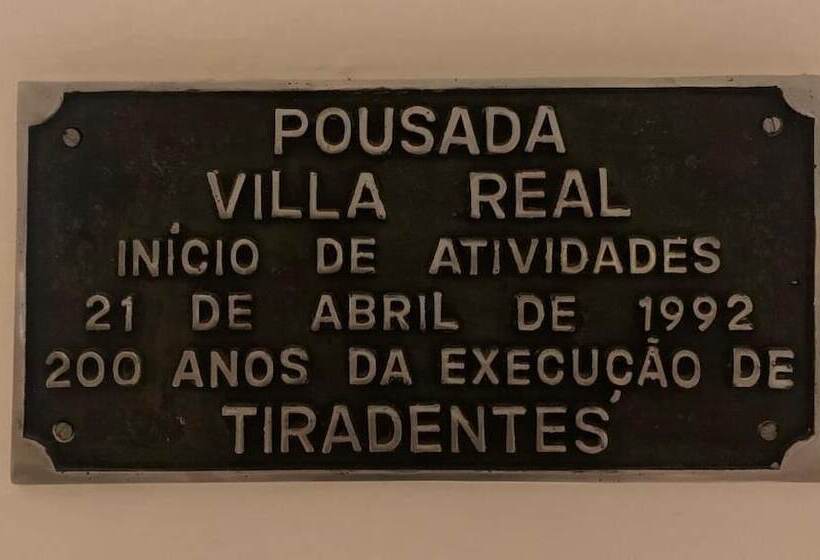 POUSADA
VILLA REAL
INÍCIO DE ATIVIDADES
21 DE ABRIL DE 1992
200 ANOS DA EXECUÇÃO DE
TIRADENTES